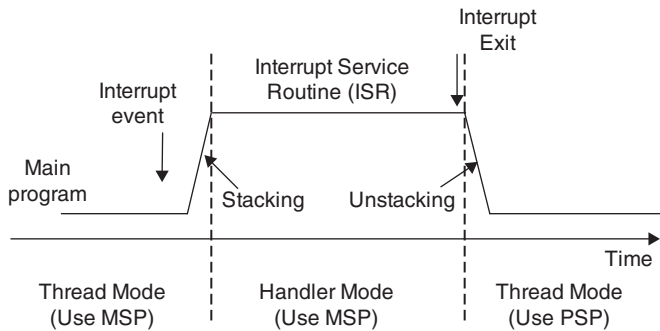 Interrupt
Exit
Interrupt Service
Routine (ISR)
Interrupt
event
Main
program
Stacking
Unstacking
Time
Thread Mode
(Use MSP)
Handler Mode
(Use MSP)
Thread Mode
(Use PSP)